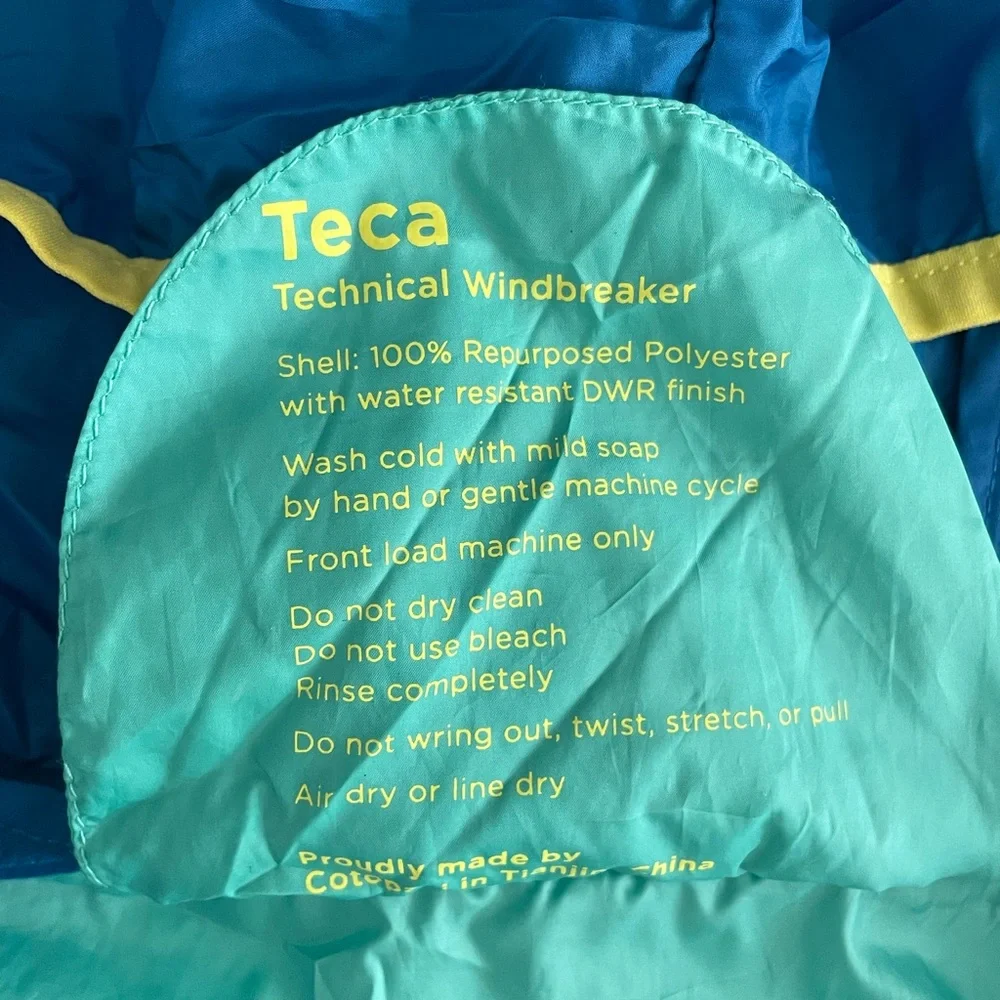 Teca
Technical Windbreaker
Shell: 100% Repurposed Polyester
with water resistant DWR finish
Wash cold with mild soap
by hand or gentle machine cycle
Front load machine only
Do not dry clean
Do not use bleach
Rinse completely
Do not wring out, twist, stretch, or pull
Air dry or line dry
Proudly made by
in China